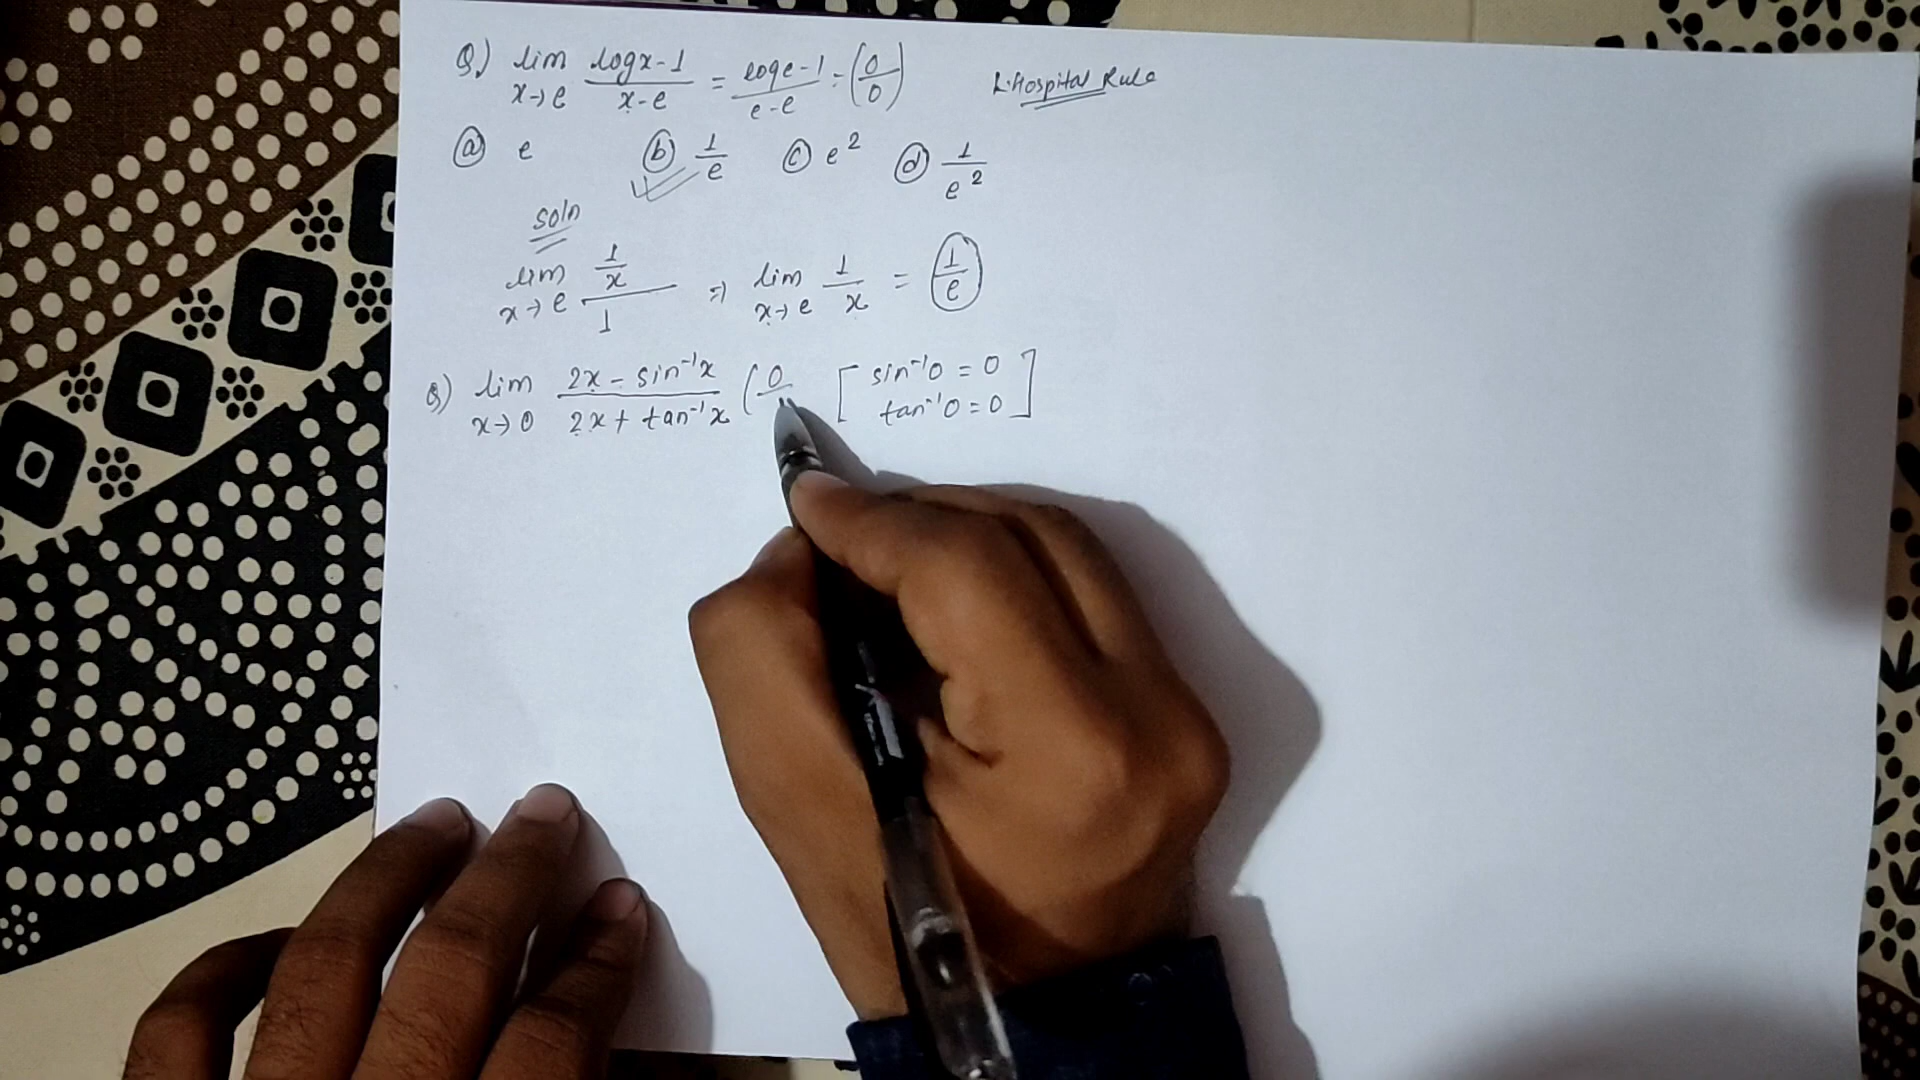 Q.) lim x→e (log x - 1)/(x - e) = (log e - 1)/(e - e) = (0/0) L.Hospital Rule
(a) e (b) 1/e (c) e² (d) 1/e²
soln
lim x→e (1/x)/1 ⇒ lim x→e 1/x = (1/e)
Q) lim x→0 (2x - sin⁻¹x)/(2x + tan⁻¹x) (0/ [sin⁻¹0 = 0
tan⁻¹0 = 0]